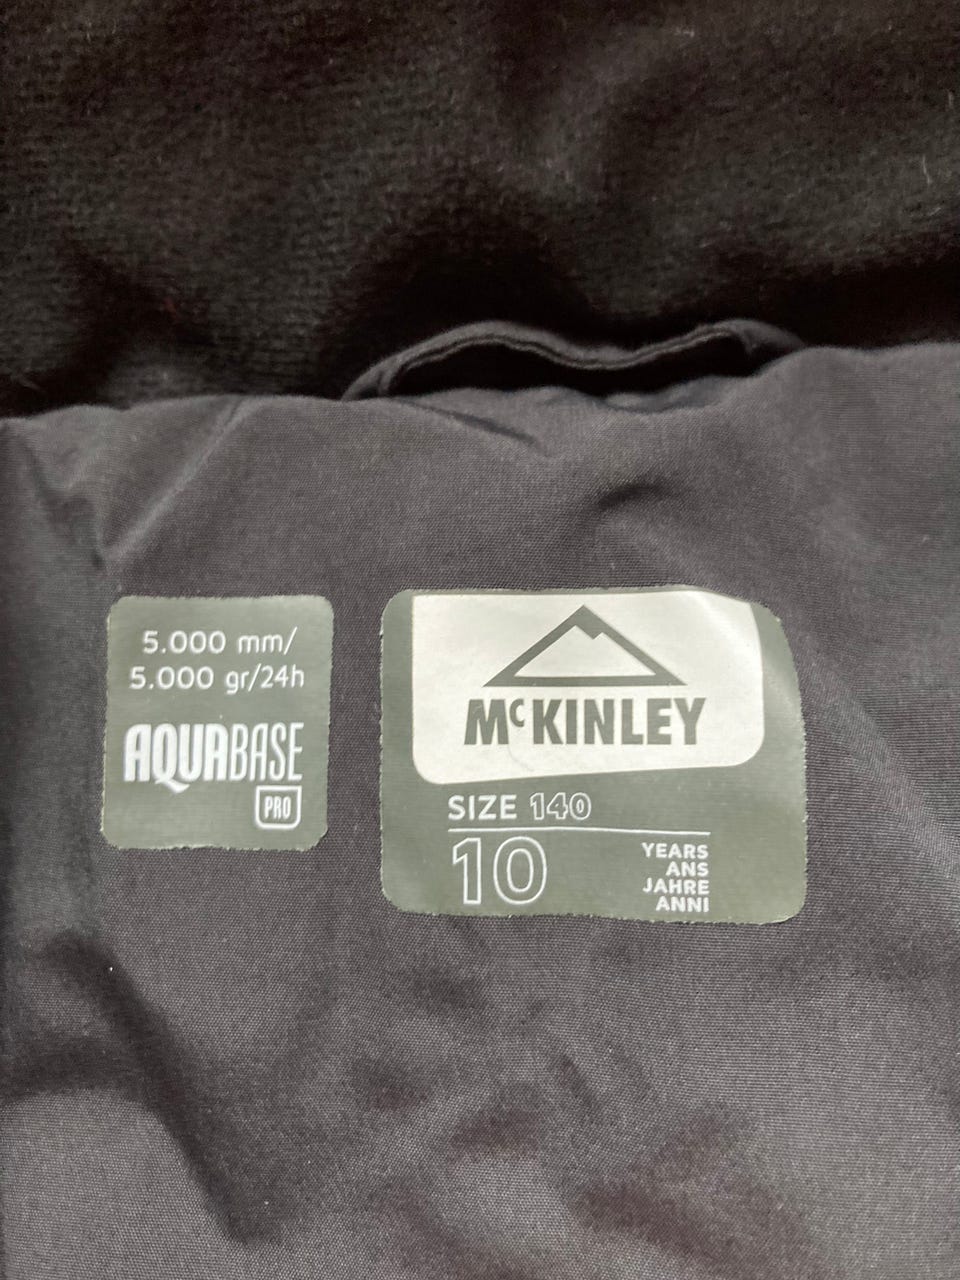 5.000 mm/
5.000 gr/24h
AQUABASE
PRO
McKINLEY
SIZE 140
10
YEARS
ANS
JAHRE
ANNI